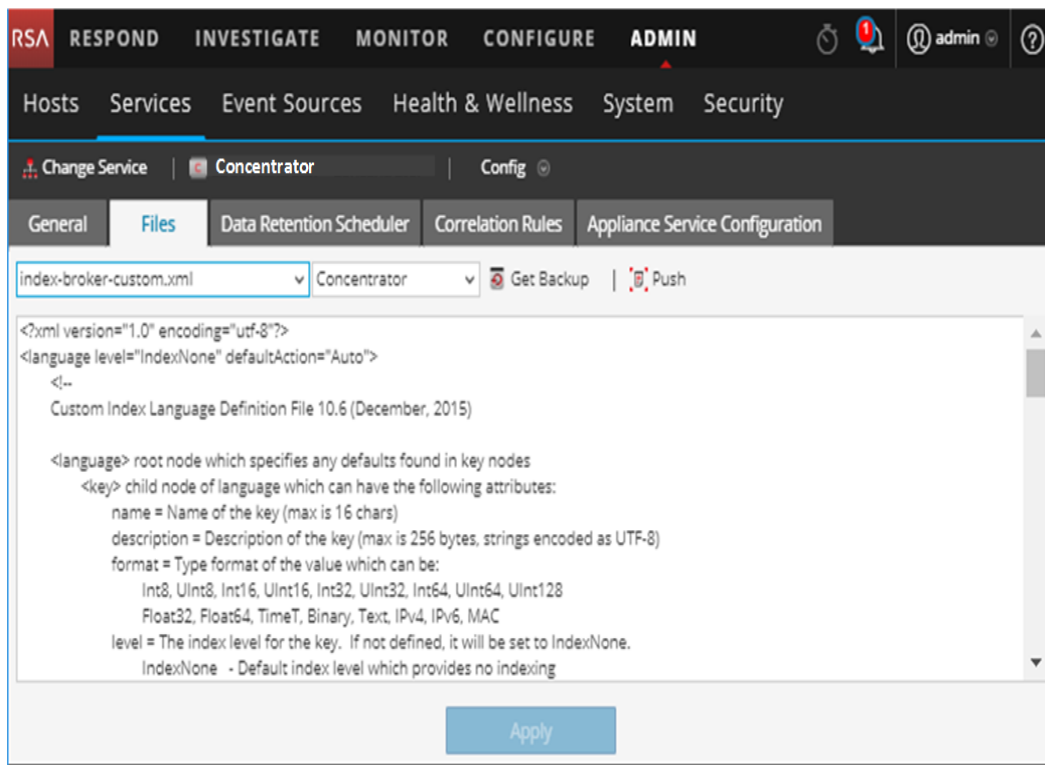 RSA RESPOND INVESTIGATE MONITOR CONFIGURE ADMIN 1 admin ?
Hosts Services Event Sources Health & Wellness System Security
Change Service | C Concentrator | Config
General Files Data Retention Scheduler Correlation Rules Appliance Service Configuration
index-broker-custom.xml Concentrator Get Backup | Push
<?xml version="1.0" encoding="utf-8"?>
<language level="IndexNone" defaultAction="Auto">
<!--
Custom Index Language Definition File 10.6 (December, 2015)
<language> root node which specifies any defaults found in key nodes
<key> child node of language which can have the following attributes:
name = Name of the key (max is 16 chars)
description = Description of the key (max is 256 bytes, strings encoded as UTF-8)
format = Type format of the value which can be:
Int8, UInt8, Int16, UInt16, Int32, UInt32, Int64, UInt64, UInt128
Float32, Float64, TimeT, Binary, Text, IPv4, IPv6, MAC
level = The index level for the key. If not defined, it will be set to IndexNone.
IndexNone - Default index level which provides no indexing
Apply